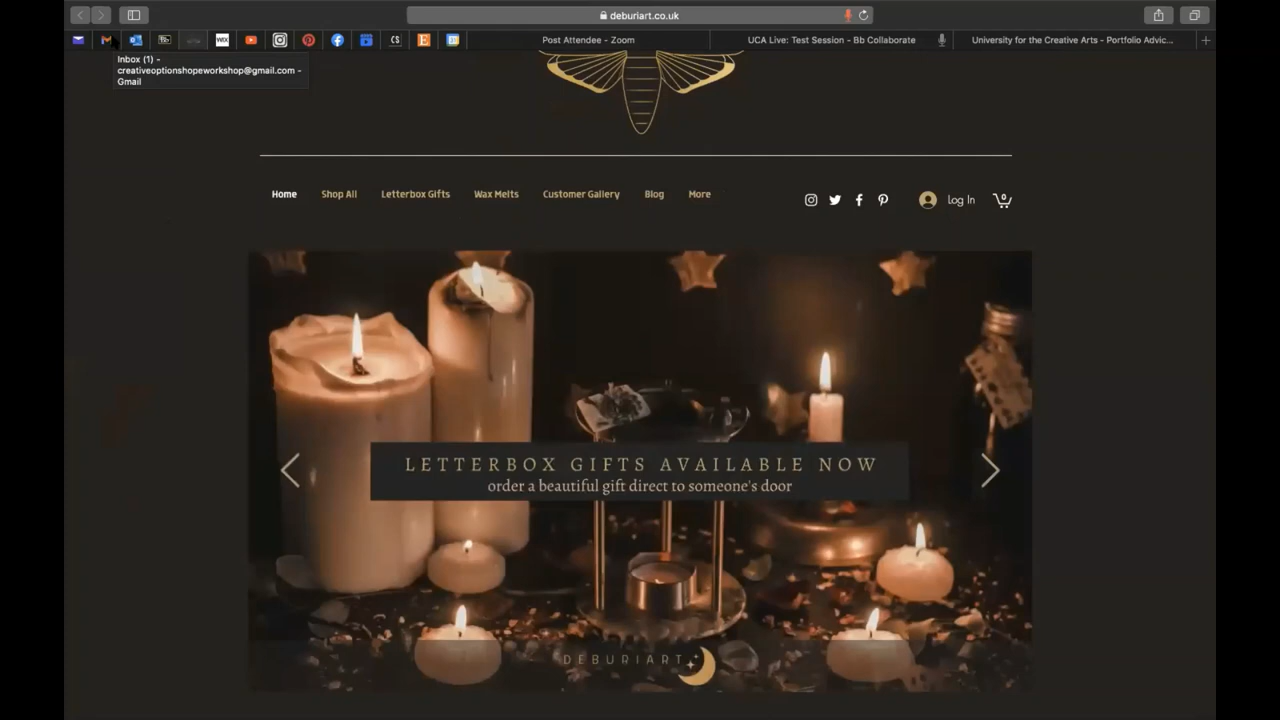 deburiart.co.uk
WIX
CS
E
Post Attendee - Zoom
UCA Live: Test Session - Bb Collaborate
University for the Creative Arts - Portfolio Advic...
Inbox (1) -
creativeoptionshopeworkshop@gmail.com -
Gmail
Home
Shop All
Letterbox Gifts
Wax Melts
Customer Gallery
Blog
More
Log In
0
LETTERBOX GIFTS AVAILABLE NOW
order a beautiful gift direct to someone's door
DEBURIART